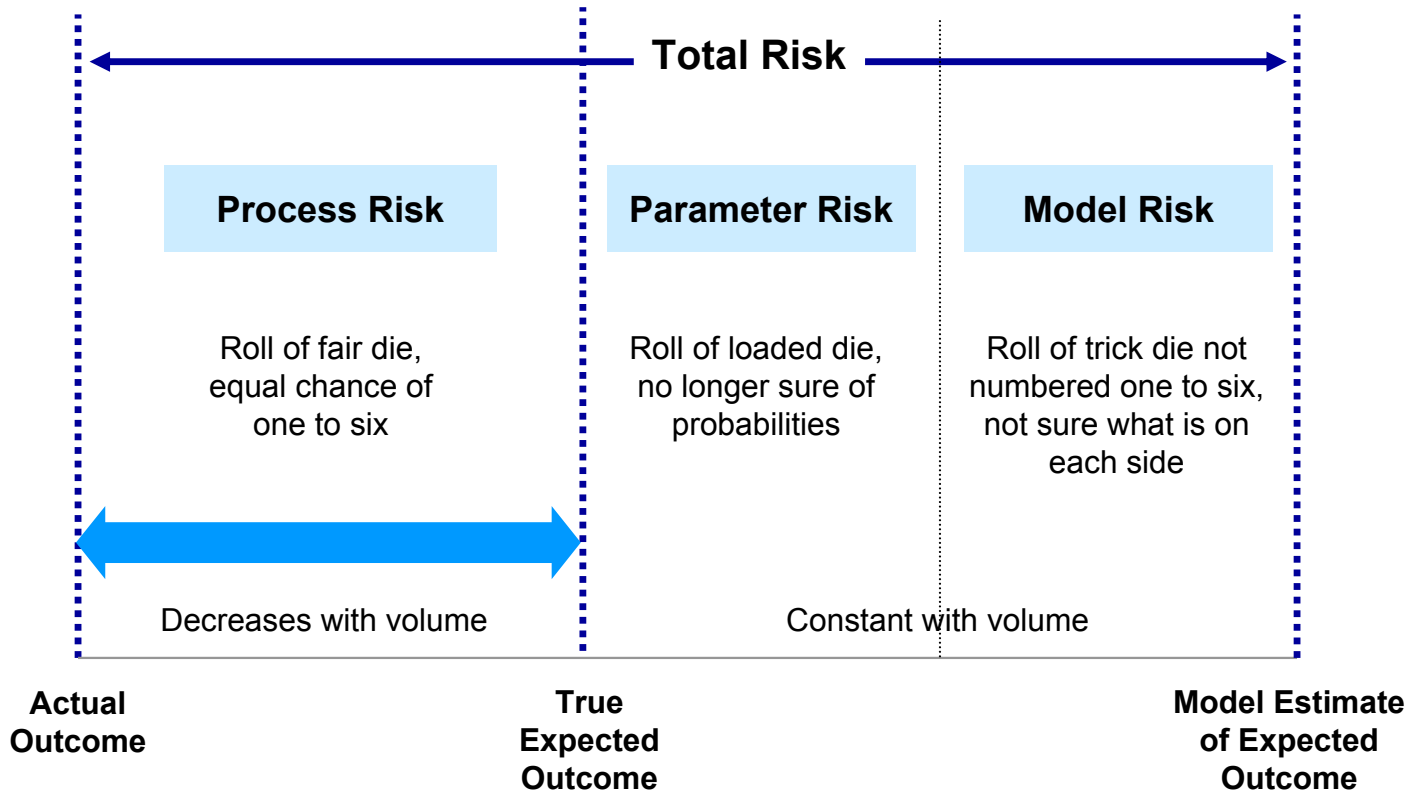 Total Risk
Process Risk
Parameter Risk
Model Risk
Roll of fair die,
equal chance of
one to six
Roll of loaded die,
no longer sure of
probabilities
Roll of trick die not
numbered one to six,
not sure what is on
each side
Decreases with volume
Constant with volume
Actual
Outcome
True
Expected
Outcome
Model Estimate
of Expected
Outcome